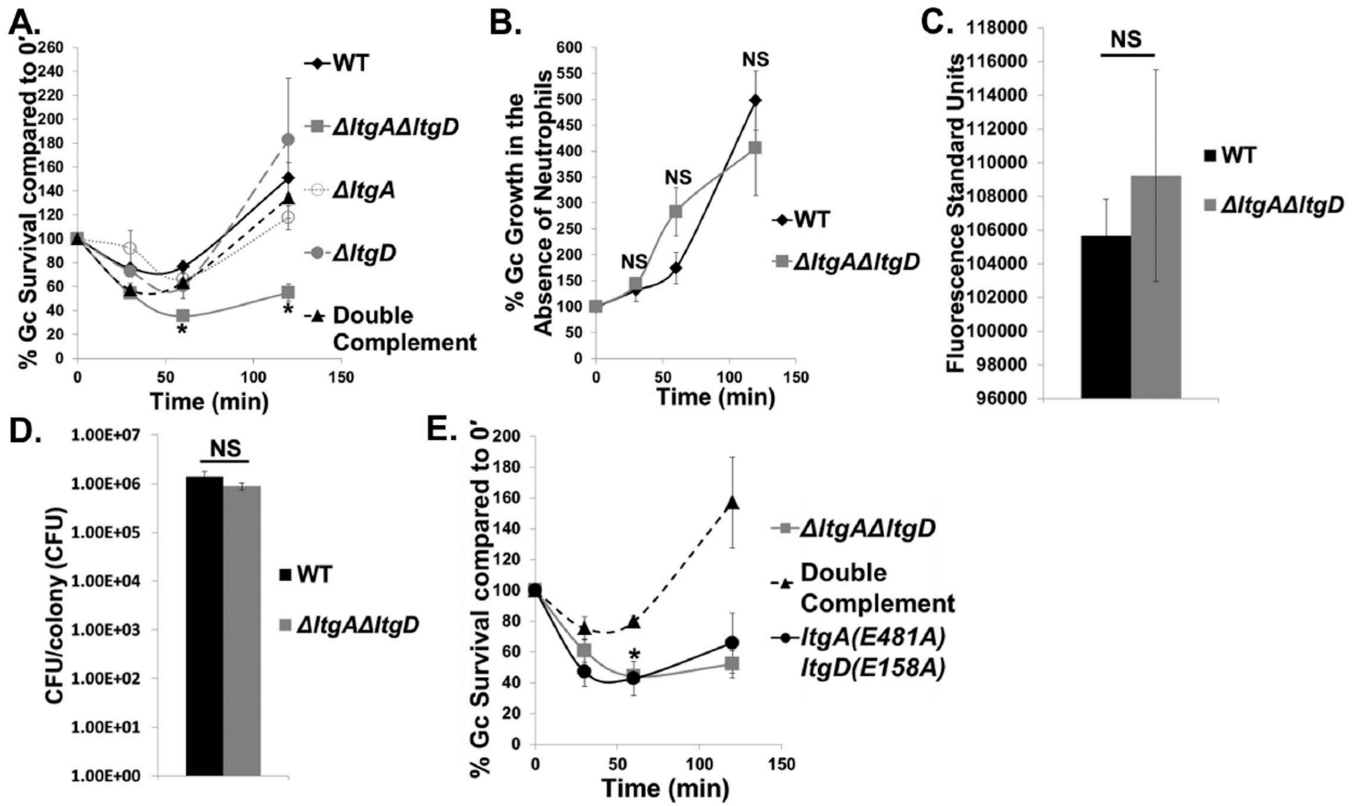 A.
% Gc Survival compared to 0'
260
240
220
200
180
160
140
120
100
80
60
40
20
0
0
50
100
150
Time (min)
*
*
WT
ΔltgAΔltgD
ΔltgA
ΔltgD
Double
Complement
B.
% Gc Growth in the
Absence of Neutrophils
600
550
500
450
400
350
300
250
200
150
100
50
0
0
50
100
150
Time (min)
NS
NS
NS
WT
ΔltgAΔltgD
C.
Fluorescence Standard Units
118000
116000
114000
112000
110000
108000
106000
104000
102000
100000
98000
96000
NS
WT
ΔltgAΔltgD
D.
CFU/colony (CFU)
1.00E+07
1.00E+06
1.00E+05
1.00E+04
1.00E+03
1.00E+02
1.00E+01
1.00E+00
NS
WT
ΔltgAΔltgD
E.
% Gc Survival compared to 0'
200
180
160
140
120
100
80
60
40
20
0
0
50
100
150
Time (min)
*
ΔltgAΔltgD
Double
Complement
ltgA(E481A)
ltgD(E158A)